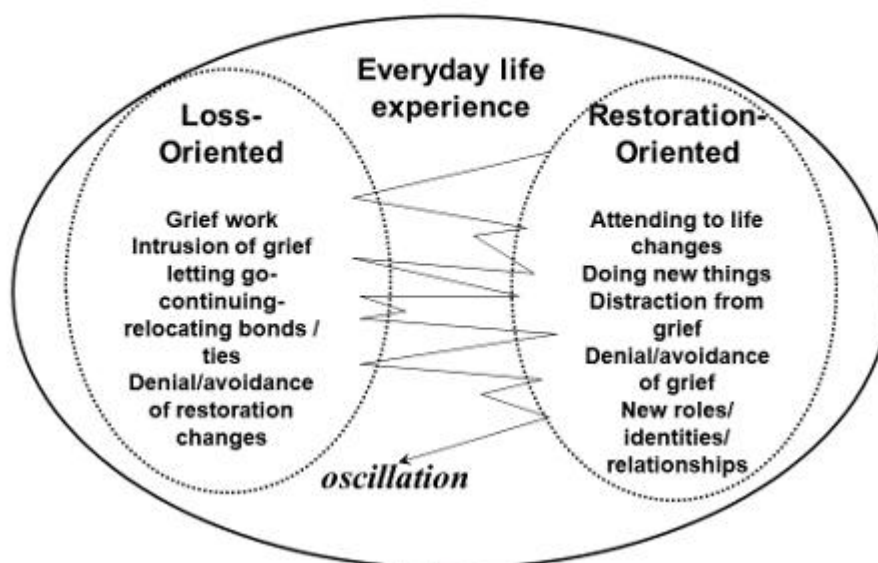 Everyday life
experience
Loss-
Oriented
Grief work
Intrusion of grief
letting go-
continuing-
relocating bonds /
ties
Denial/avoidance
of restoration
changes
Restoration-
Oriented
Attending to life
changes
Doing new things
Distraction from
grief
Denial/avoidance
of grief
New roles/
identities/
relationships
oscillation